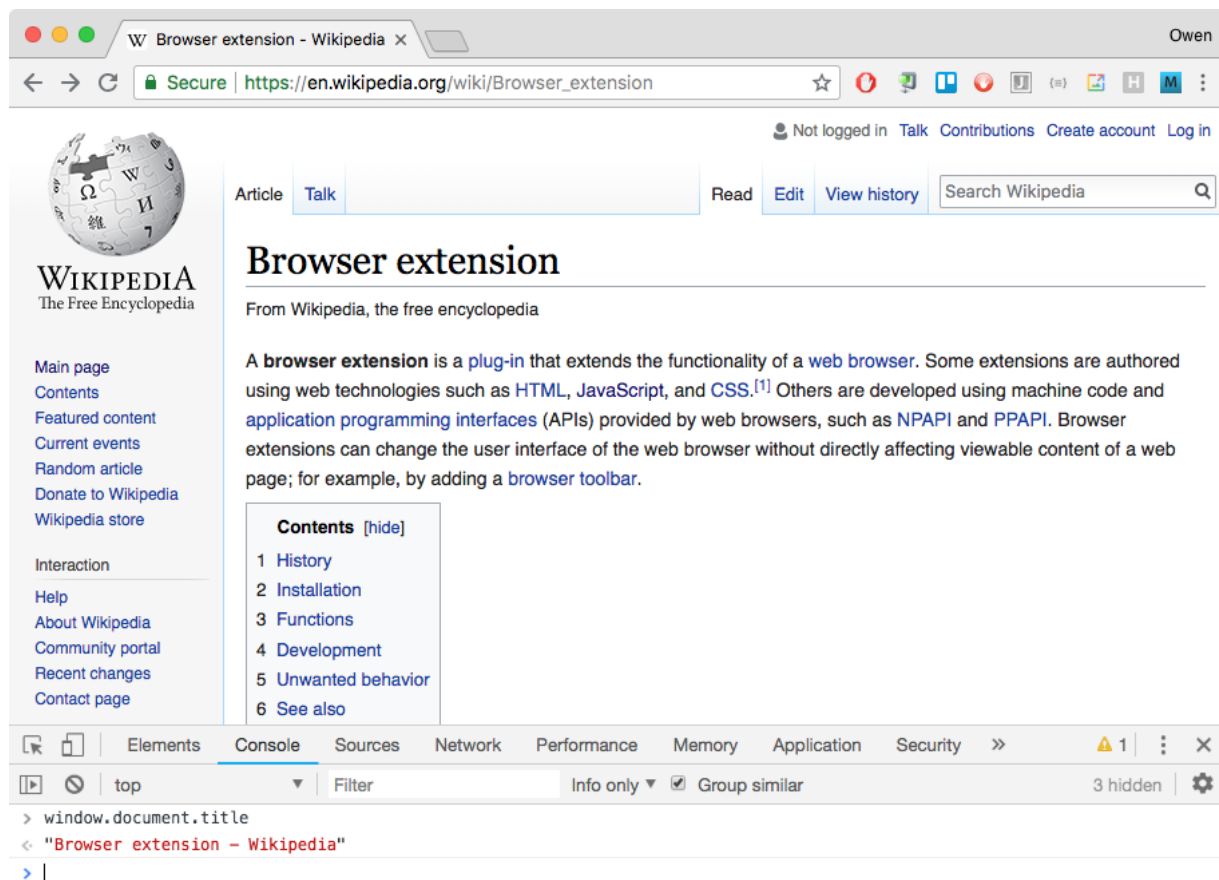 W Browser extension - Wikipedia ×
Owen
Secure | https://en.wikipedia.org/wiki/Browser_extension
H M
Not logged in Talk Contributions Create account Log in
Ω W И 維 7
WIKIPEDIA
The Free Encyclopedia
Article Talk Read Edit View history Search Wikipedia
Browser extension
From Wikipedia, the free encyclopedia
A browser extension is a plug-in that extends the functionality of a web browser. Some extensions are authored
using web technologies such as HTML, JavaScript, and CSS.[1] Others are developed using machine code and
application programming interfaces (APIs) provided by web browsers, such as NPAPI and PPAPI. Browser
extensions can change the user interface of the web browser without directly affecting viewable content of a web
page; for example, by adding a browser toolbar.
Main page
Contents
Featured content
Current events
Random article
Donate to Wikipedia
Wikipedia store
Interaction
Help
About Wikipedia
Community portal
Recent changes
Contact page
Contents [hide]
1 History
2 Installation
3 Functions
4 Development
5 Unwanted behavior
6 See also
Elements Console Sources Network Performance Memory Application Security » 1
top Filter Info only Group similar 3 hidden
> window.document.title
"Browser extension – Wikipedia"
>